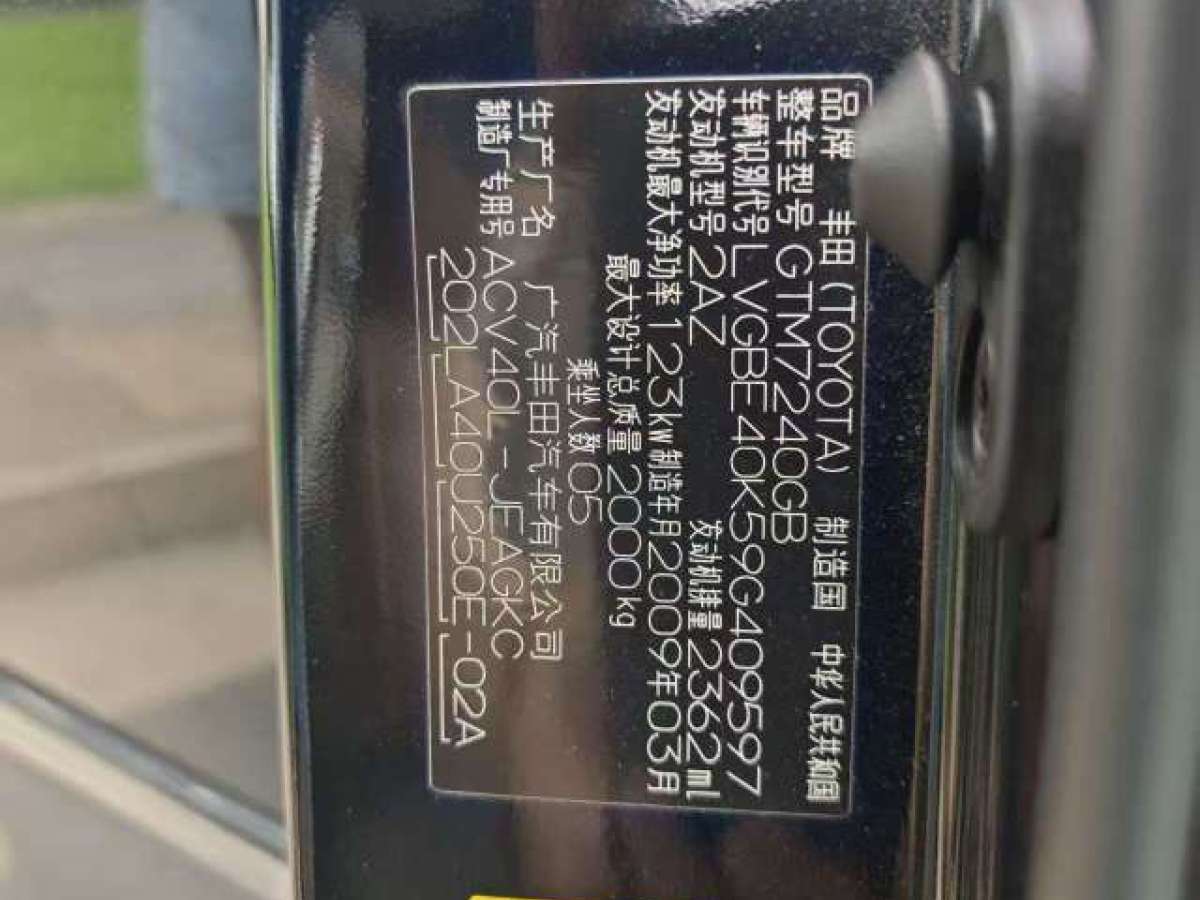 品牌 丰田(TOYOTA) 制造国 中华人民共和国
整车型号 GTM7240GB
车辆识别代号 LVGBE40K59G409597
发动机型号 2AZ 发动机排量 2362mL
发动机最大净功率 123kw 制造年月 2009年03月
最大设计总质量 2000kg
乘坐人数 05
生产厂名 广汽丰田汽车有限公司
制造厂专用号 ACV40L-JEAGKC
202LA40U250E-02A